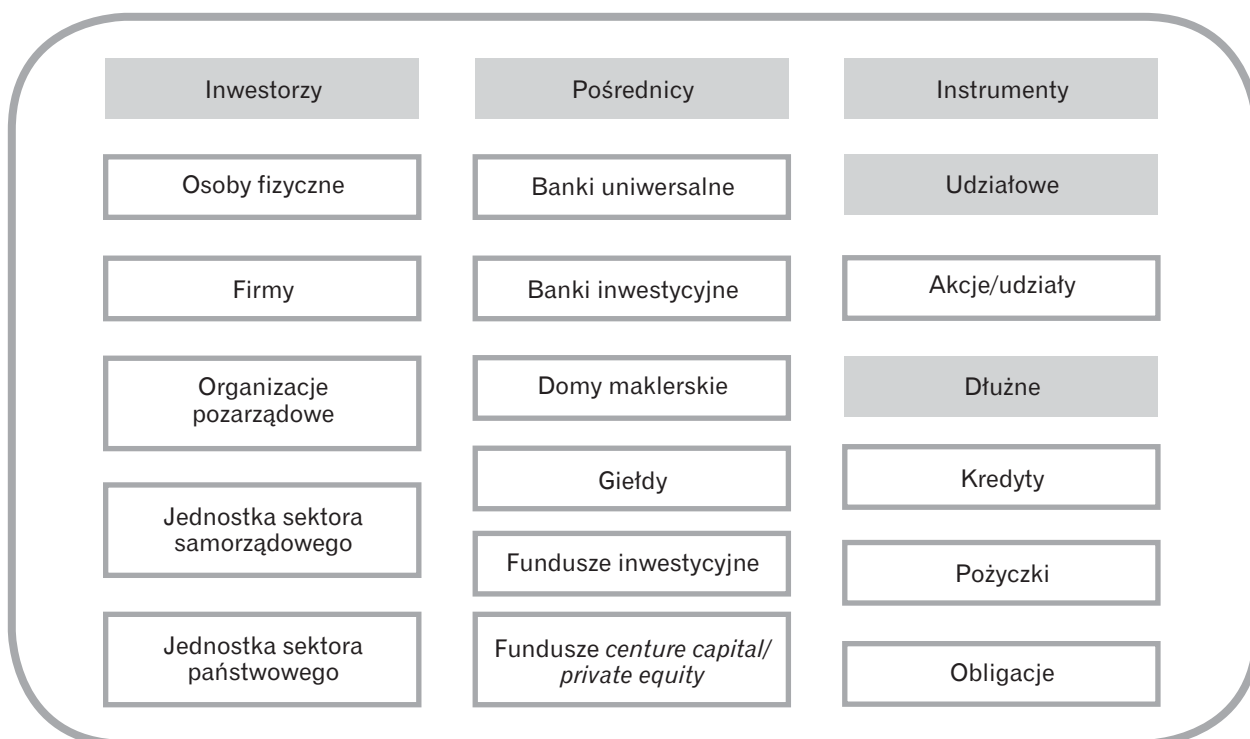 Inwestorzy
Osoby fizyczne
Firmy
Organizacje
pozarządowe
Jednostka sektora
samorządowego
Jednostka sektora
państwowego
Pośrednicy
Banki uniwersalne
Banki inwestycyjne
Domy maklerskie
Giełdy
Fundusze inwestycyjne
Fundusze centure capital/
private equity
Instrumenty
Udziałowe
Akcje/udziały
Dłużne
Kredyty
Pożyczki
Obligacje